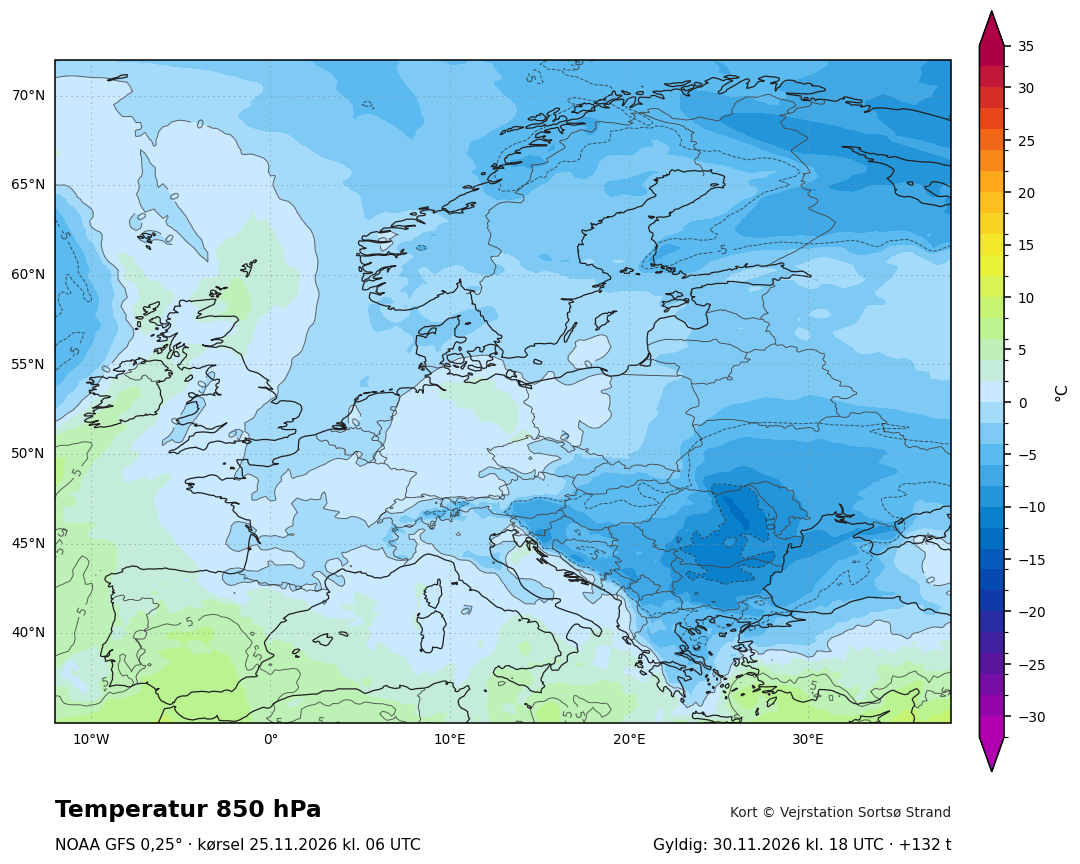 70°N
65°N
60°N
55°N
50°N
45°N
40°N
10°W
0°
10°E
20°E
30°E
35
30
25
20
15
10
5
0
−5
−10
−15
−20
−25
−30
°C
Temperatur 850 hPa
Kort © Vejrstation Sortsø Strand
NOAA GFS 0,25° · kørsel 25.11.2026 kl. 06 UTC
Gyldig: 30.11.2026 kl. 18 UTC · +132 t